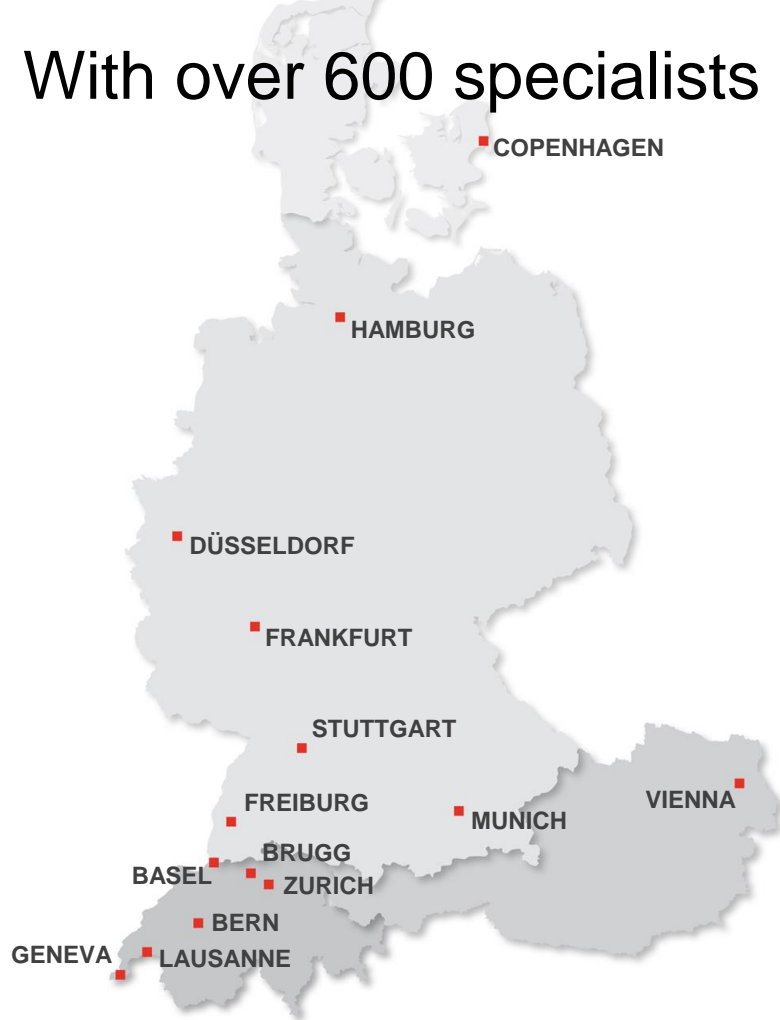 With over 600 specialists
COPENHAGEN
HAMBURG
DÜSSELDORF
FRANKFURT
STUTTGART
VIENNA
FREIBURG
MUNICH
BRUGG
BASEL
ZURICH
BERN
GENEVA
LAUSANNE